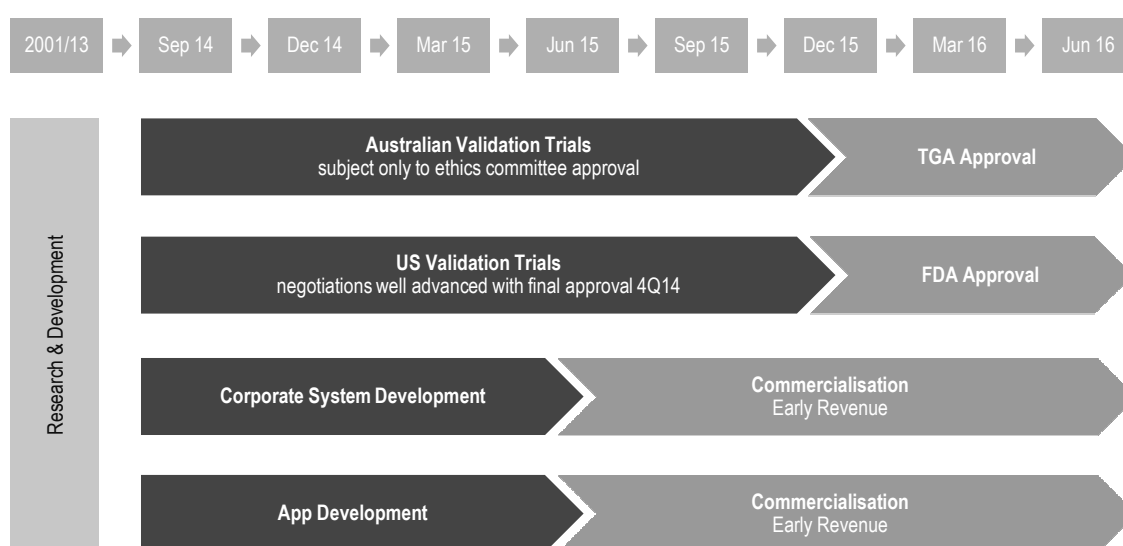 2001/13
Sep 14
Dec 14
Mar 15
Jun 15
Sep 15
Dec 15
Mar 16
Jun 16
Research & Development
Australian Validation Trials
subject only to ethics committee approval
TGA Approval
US Validation Trials
negotiations well advanced with final approval 4Q14
FDA Approval
Corporate System Development
Commercialisation
Early Revenue
App Development
Commercialisation
Early Revenue